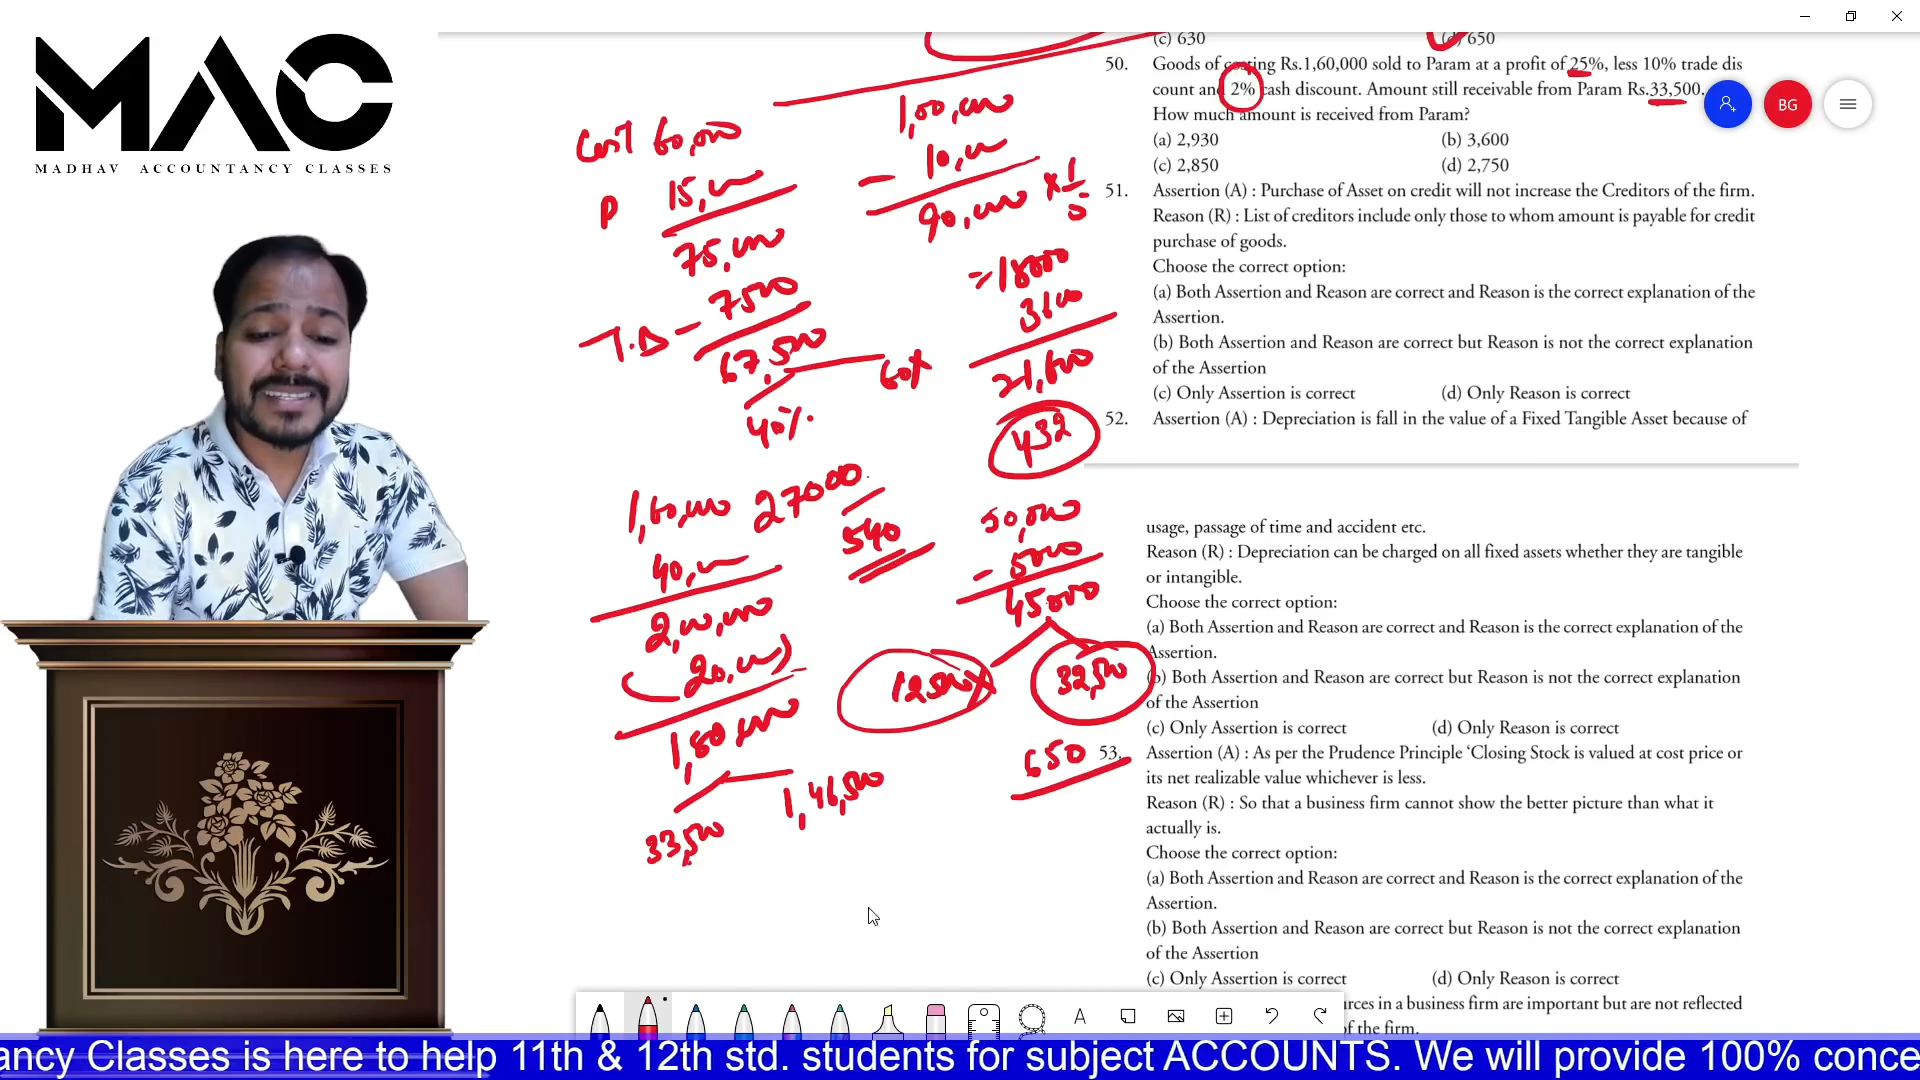 MAC
MADHAV ACCOUNTANCY CLASSES
Cost 60,000
P 15,000
75,000
T.D - 7500
67,500
60%
40%
1,00,000
- 10,000
90,000 × 1/5
= 18000
3600
21,600
432
27000
540
1,60,000
40,000
2,00,000
(20,000)
1,80,000
33,500
1,46,500
50,000
- 5000
45000
12500
32,500
650
(c) 630 (d) 650
50. Goods of costing Rs.1,60,000 sold to Param at a profit of 25%, less 10% trade dis
count and 2% cash discount. Amount still receivable from Param Rs.33,500.
How much amount is received from Param?
(a) 2,930 (b) 3,600
(c) 2,850 (d) 2,750
51. Assertion (A) : Purchase of Asset on credit will not increase the Creditors of the firm.
Reason (R) : List of creditors include only those to whom amount is payable for credit
purchase of goods.
Choose the correct option:
(a) Both Assertion and Reason are correct and Reason is the correct explanation of the
Assertion.
(b) Both Assertion and Reason are correct but Reason is not the correct explanation
of the Assertion
(c) Only Assertion is correct (d) Only Reason is correct
52. Assertion (A) : Depreciation is fall in the value of a Fixed Tangible Asset because of
usage, passage of time and accident etc.
Reason (R) : Depreciation can be charged on all fixed assets whether they are tangible
or intangible.
Choose the correct option:
(a) Both Assertion and Reason are correct and Reason is the correct explanation of the
Assertion.
(b) Both Assertion and Reason are correct but Reason is not the correct explanation
of the Assertion
(c) Only Assertion is correct (d) Only Reason is correct
53. Assertion (A) : As per the Prudence Principle ‘Closing Stock is valued at cost price or
its net realizable value whichever is less.
Reason (R) : So that a business firm cannot show the better picture than what it
actually is.
Choose the correct option:
(a) Both Assertion and Reason are correct and Reason is the correct explanation of the
Assertion.
(b) Both Assertion and Reason are correct but Reason is not the correct explanation
of the Assertion
(c) Only Assertion is correct (d) Only Reason is correct
in a business firm are important but are not reflected
of the firm.
BG
A
Classes is here to help 11th & 12th std. students for subject ACCOUNTS. We will provide 100%